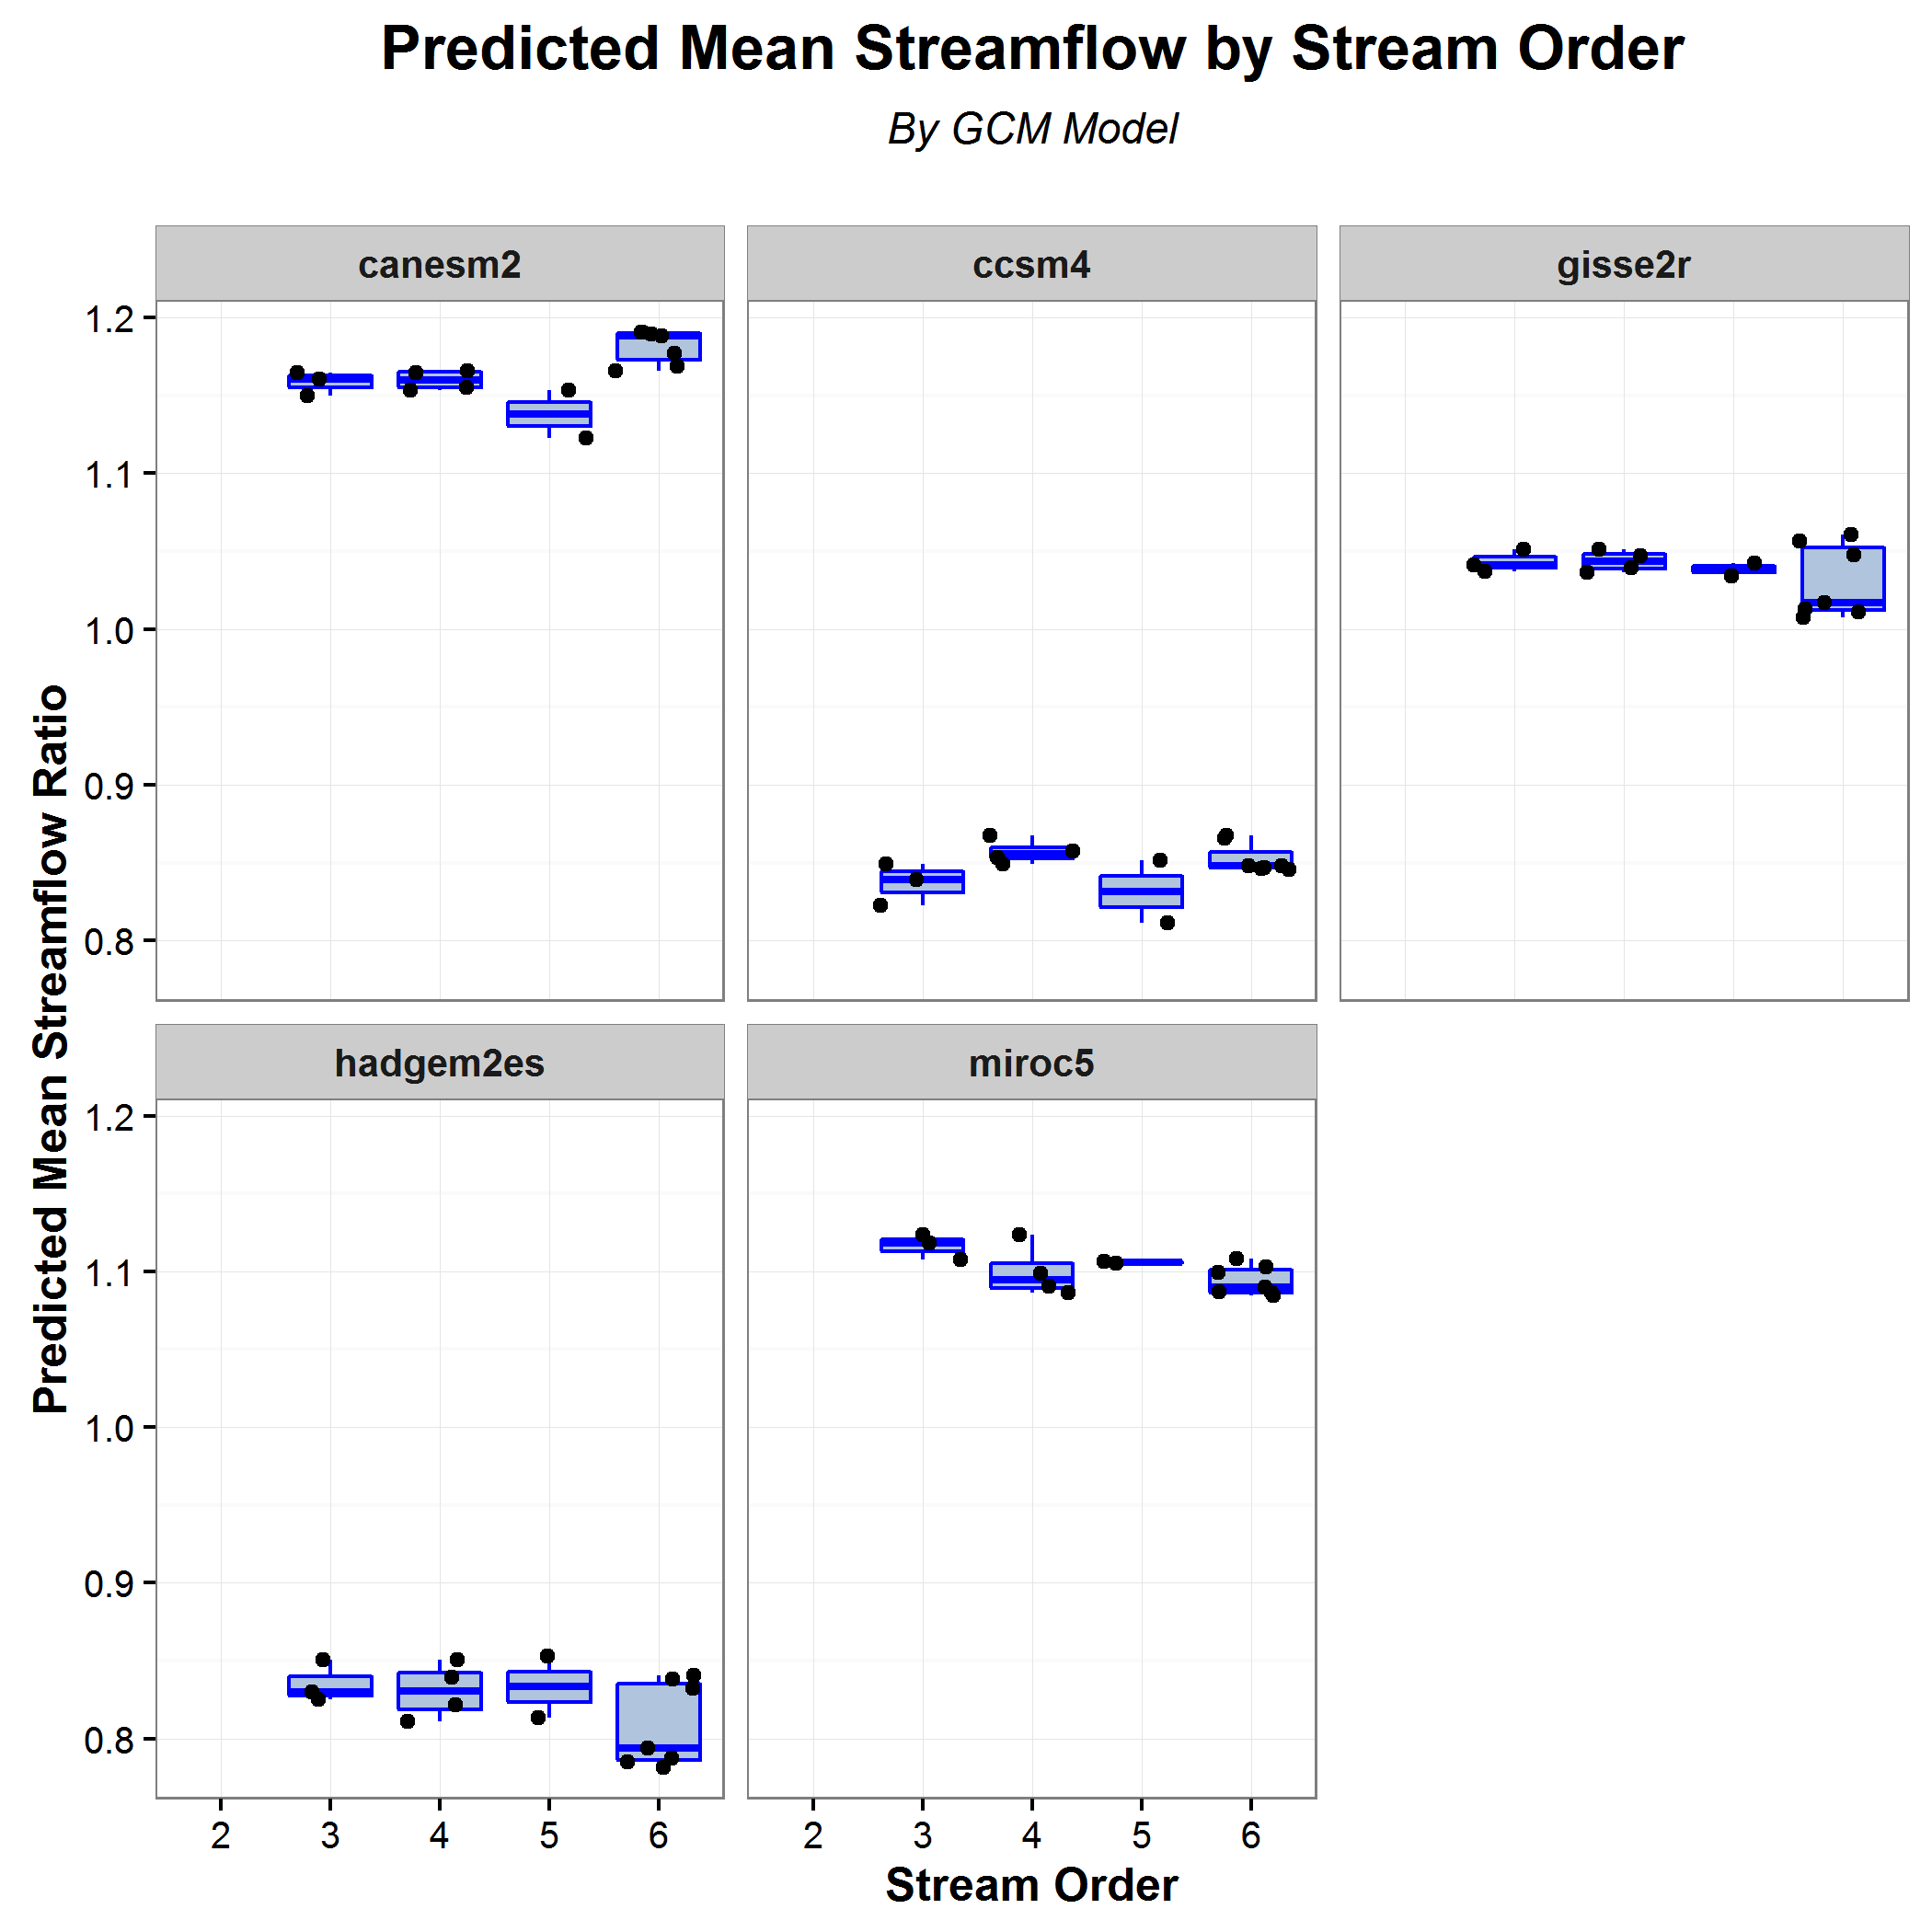 Predicted Mean Streamflow by Stream Order
By GCM Model
canesm2
ccsm4
gisse2r
1.2
1.1
1.0
0.9
0.8
Predicted Mean Streamflow Ratio
hadgem2es
miroc5
1.2
1.1
1.0
0.9
0.8
2 3 4 5 6
2 3 4 5 6
Stream Order